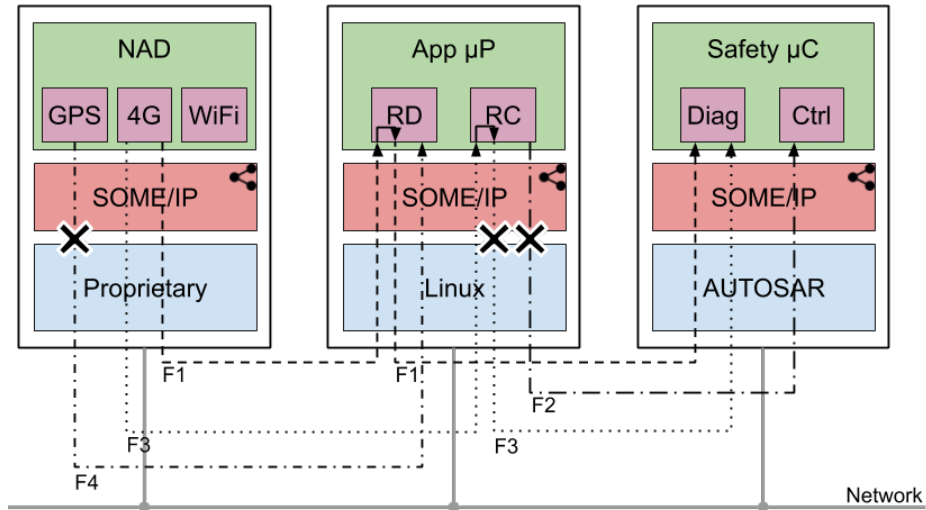 NAD
App µP
Safety µC
GPS
4G
WiFi
RD
RC
Diag
Ctrl
SOME/IP
SOME/IP
SOME/IP
Proprietary
Linux
AUTOSAR
F1
F1
F2
F3
F3
F4
Network